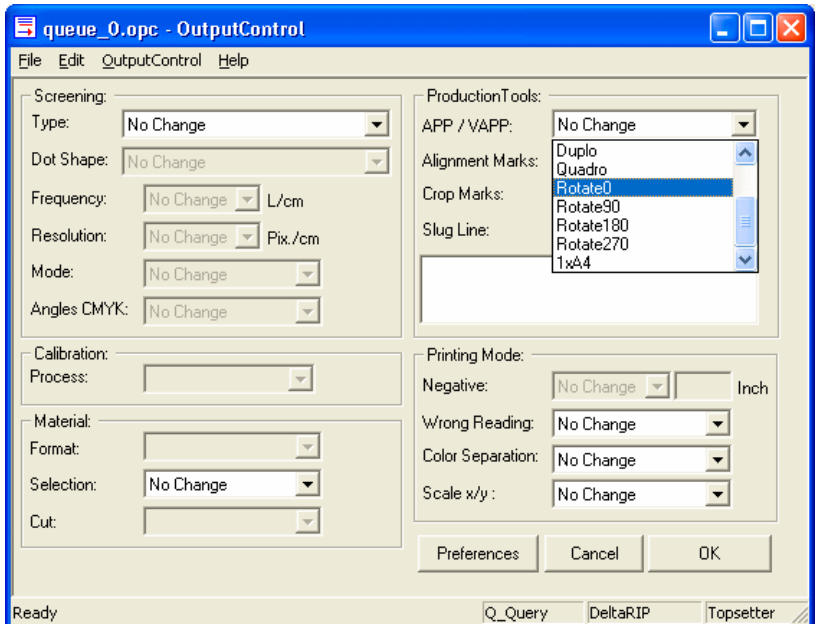 queue_0.opc - OutputControl
File Edit OutputControl Help
Screening:
Type: No Change
Dot Shape: No Change
Frequency: No Change L/cm
Resolution: No Change Pix./cm
Mode: No Change
Angles CMYK: No Change
Calibration:
Process:
Material:
Format:
Selection: No Change
Cut:
ProductionTools:
APP / VAPP: No Change
Duplo
Quadro
Rotate0
Rotate90
Rotate180
Rotate270
1xA4
Alignment Marks:
Crop Marks:
Slug Line:
Printing Mode:
Negative: No Change Inch
Wrong Reading: No Change
Color Separation: No Change
Scale x/y : No Change
Preferences Cancel OK
Ready Q_Query DeltaRIP Topsetter